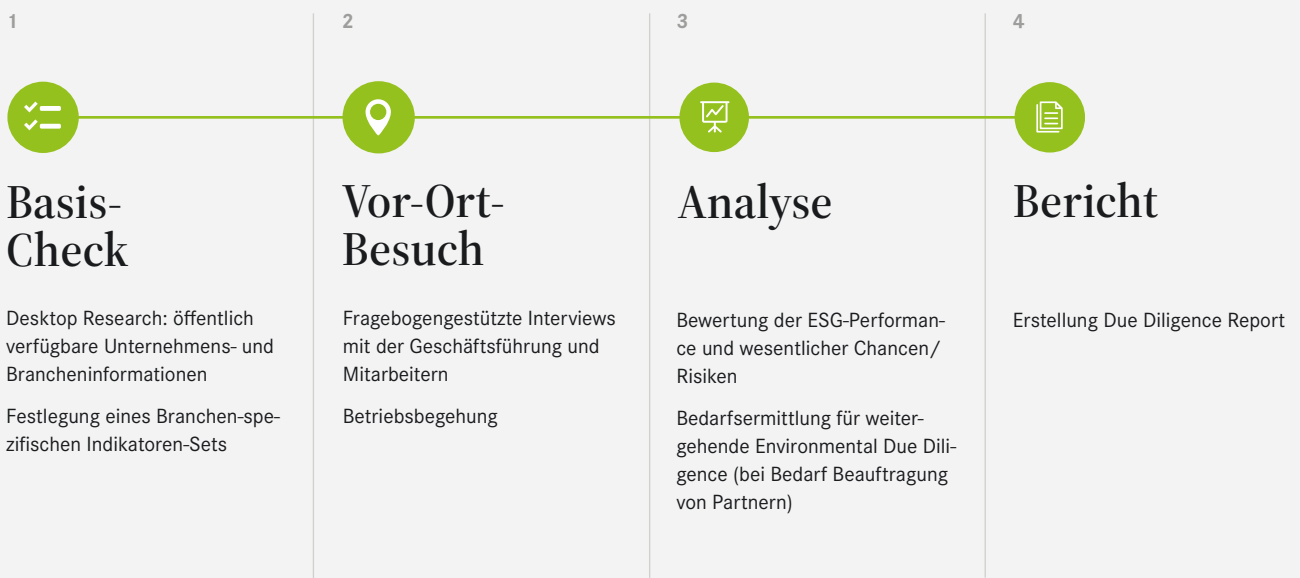 1
Basis-
Check
Desktop Research: öffentlich
verfügbare Unternehmens- und
Brancheninformationen
Festlegung eines Branchen-spe-
zifischen Indikatoren-Sets
2
Vor-Ort-
Besuch
Fragebogengestützte Interviews
mit der Geschäftsführung und
Mitarbeitern
Betriebsbegehung
3
Analyse
Bewertung der ESG-Performan-
ce und wesentlicher Chancen/
Risiken
Bedarfsermittlung für weiter-
gehende Environmental Due Dili-
gence (bei Bedarf Beauftragung
von Partnern)
4
Bericht
Erstellung Due Diligence Report